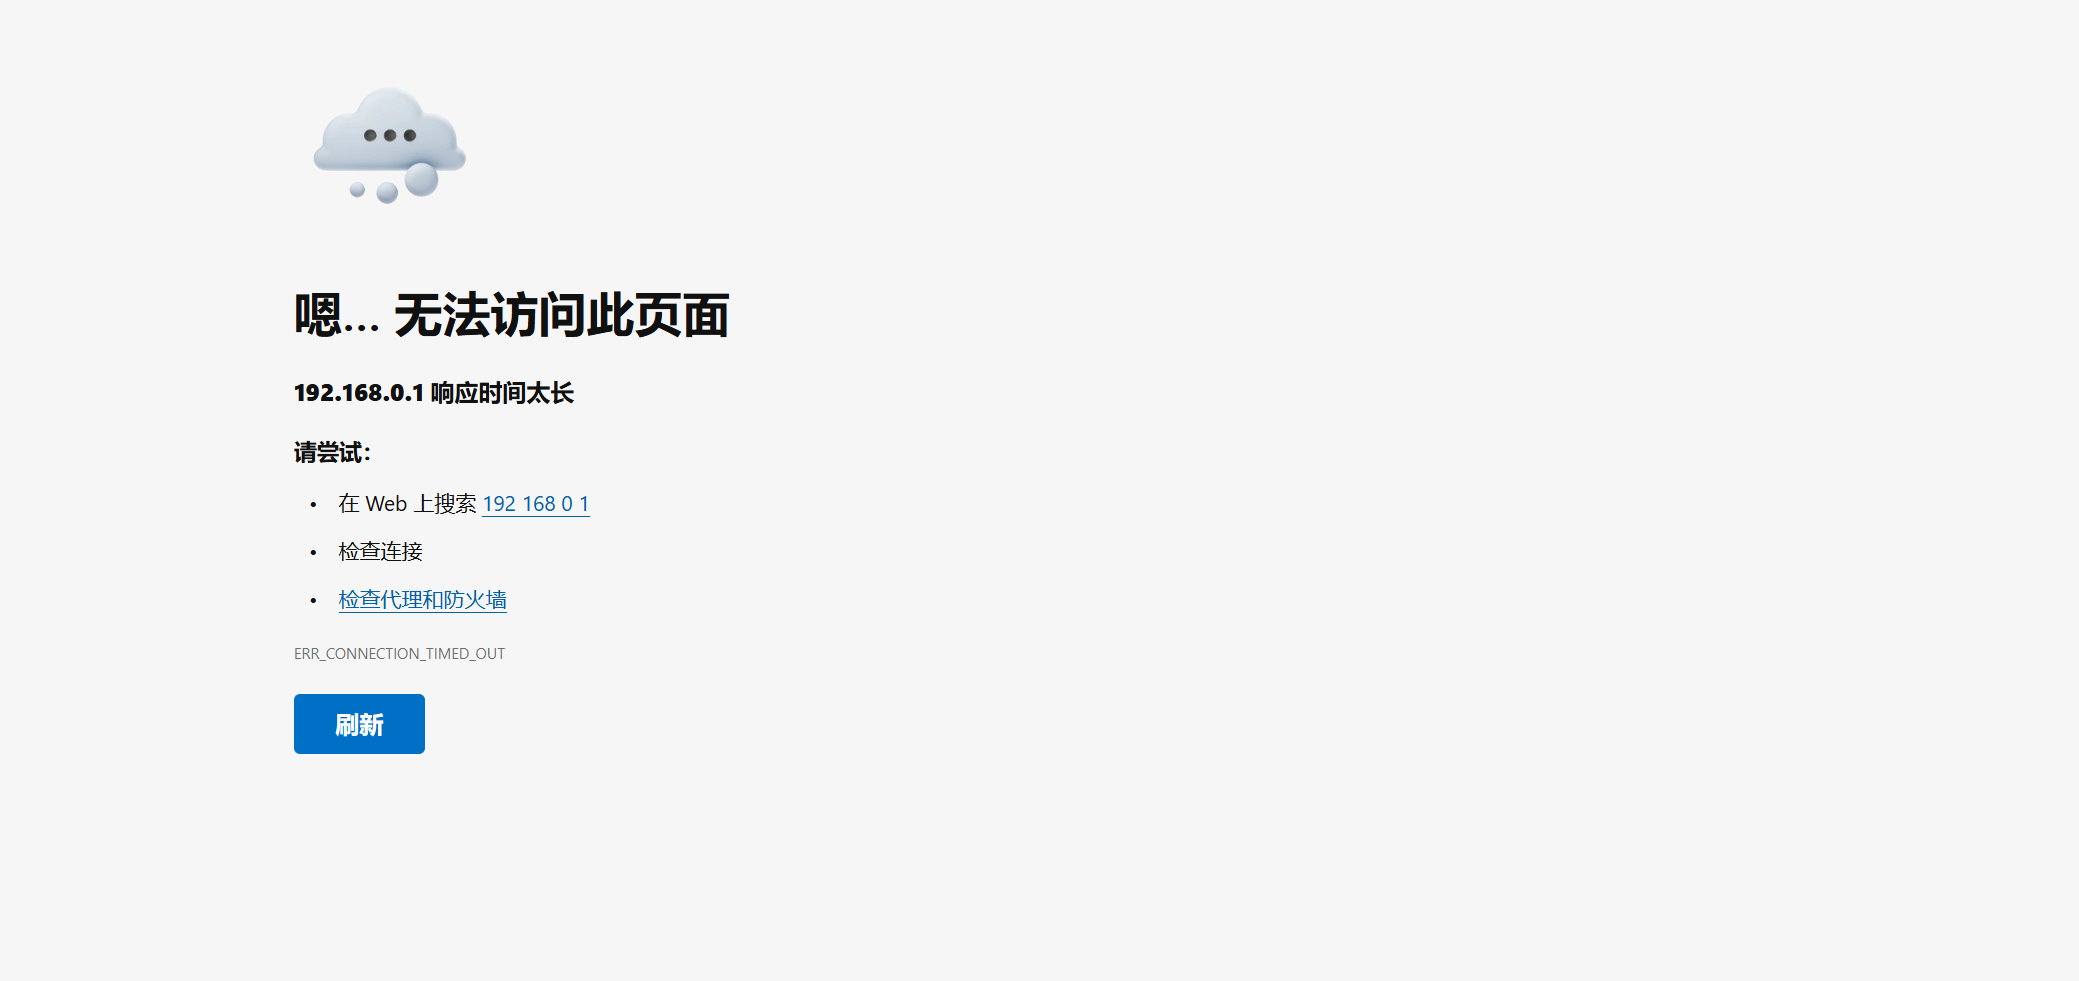 嗯... 无法访问此页面
192.168.0.1 响应时间太长
请尝试：
• 在 Web 上搜索 192 168 0 1
• 检查连接
• 检查代理和防火墙
ERR_CONNECTION_TIMED_OUT
刷新